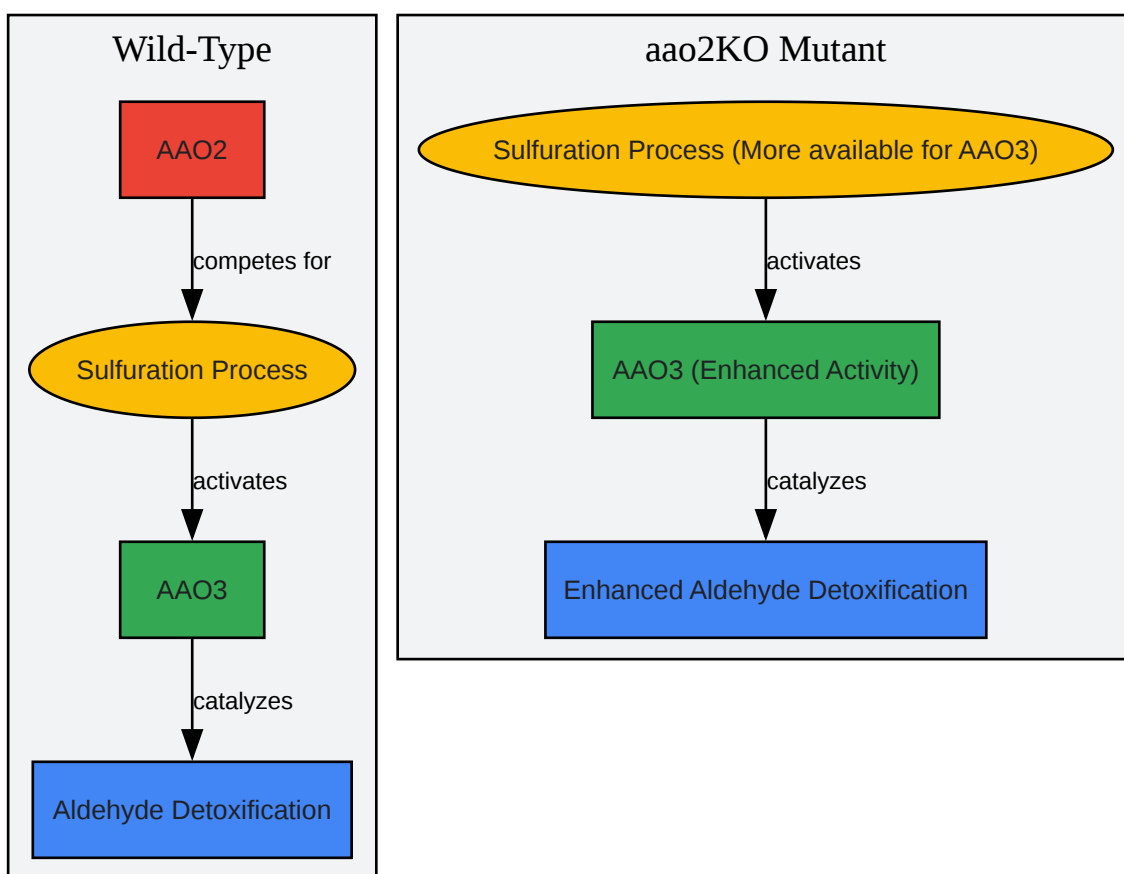 Wild-Type
AAO2
competes for
Sulfuration Process
activates
AAO3
catalyzes
Aldehyde Detoxification
aao2KO Mutant
Sulfuration Process (More available for AAO3)
activates
AAO3 (Enhanced Activity)
catalyzes
Enhanced Aldehyde Detoxification